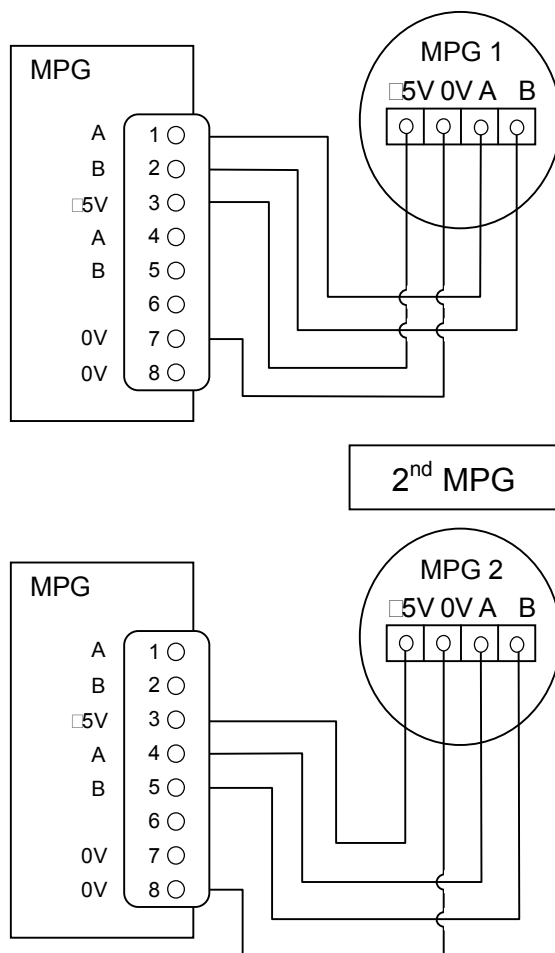 MPG
A 1
B 2
□5V 3
A 4
B 5
6
0V 7
0V 8
MPG 1
□5V 0V A B
2nd MPG
MPG
A 1
B 2
□5V 3
A 4
B 5
6
0V 7
0V 8
MPG 2
□5V 0V A B